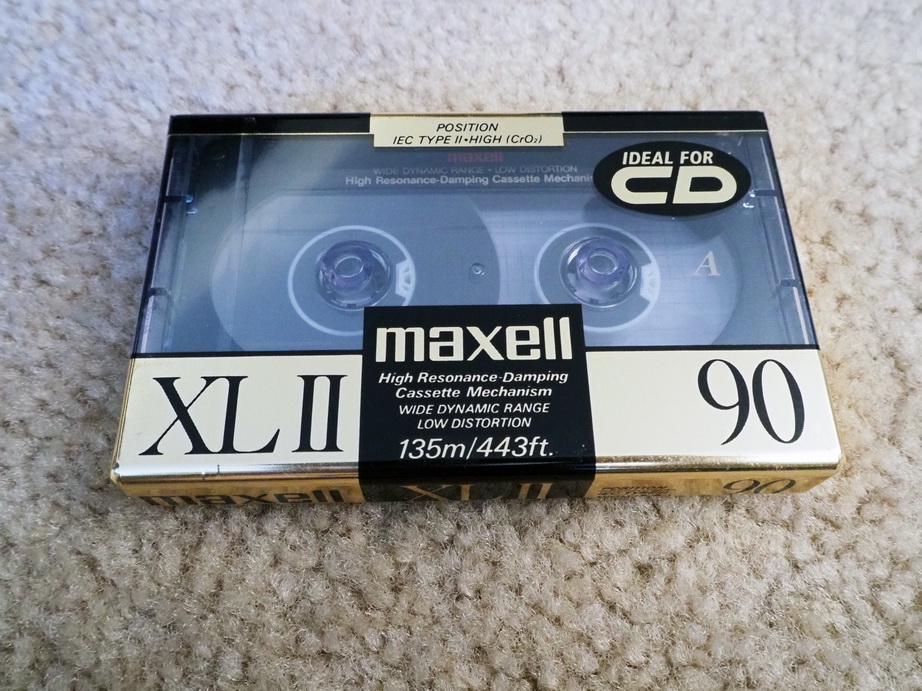 POSITION
IEC TYPE II•HIGH (CrO₂)
maxell
WIDE DYNAMIC RANGE • LOW DISTORTION
High Resonance-Damping Cassette Mechanis
IDEAL FOR
CD
A
maxell
High Resonance-Damping
Cassette Mechanism
WIDE DYNAMIC RANGE
LOW DISTORTION
135m/443ft.
XL II
90
maxell XL II 90